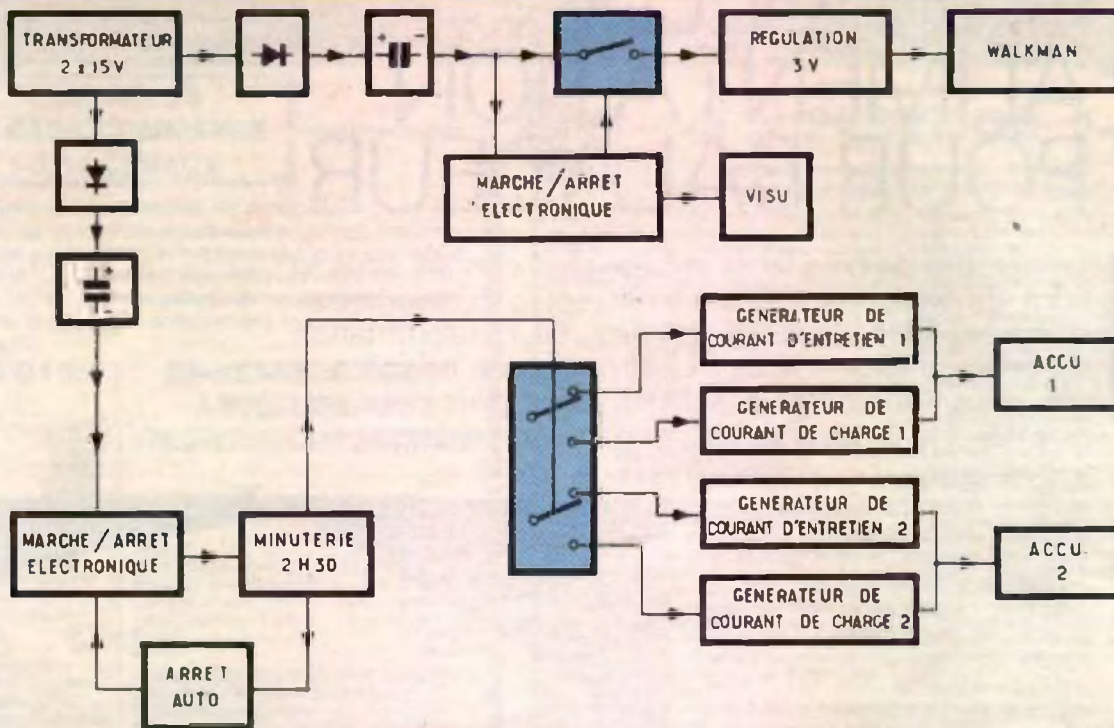 TRANSFORMATEUR
2 x 15V
+ -
REGULATION
3V
WALKMAN
MARCHE/ARRET
ELECTRONIQUE
VISU
+
-
GENERATEUR DE
COURANT D'ENTRETIEN 1
ACCU
1
GENERATEUR DE
COURANT DE CHARGE 1
MARCHE/ARRET
ELECTRONIQUE
MINUTERIE
2H30
GENERATEUR DE
COURANT D'ENTRETIEN 2
ACCU
2
GENERATEUR DE
COURANT DE CHARGE 2
ARRET
AUTO